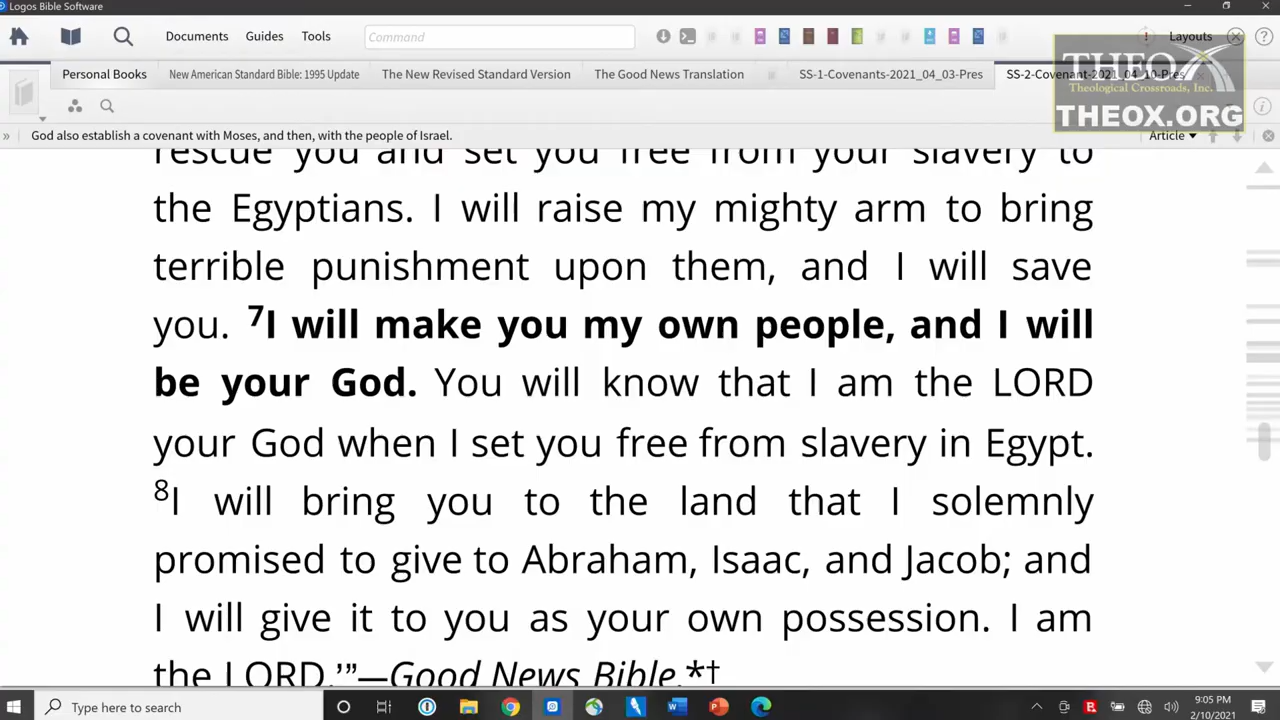 Logos Bible Software
Documents Guides Tools Command Layouts
Personal Books New American Standard Bible: 1995 Update The New Revised Standard Version The Good News Translation SS-1-Covenants-2021_04_03-Pres SS-2-Covenant-2021_04_10-Pres
THEOX
Theological Crossroads, Inc.
THEOX.ORG
» God also establish a covenant with Moses, and then, with the people of Israel. Article
rescue you and set you free from your slavery to
the Egyptians. I will raise my mighty arm to bring
terrible punishment upon them, and I will save
you. ⁷I will make you my own people, and I will
be your God. You will know that I am the LORD
your God when I set you free from slavery in Egypt.
⁸I will bring you to the land that I solemnly
promised to give to Abraham, Isaac, and Jacob; and
I will give it to you as your own possession. I am
the LORD.’”—Good News Bible.*†
Type here to search
9:05 PM
2/10/2021